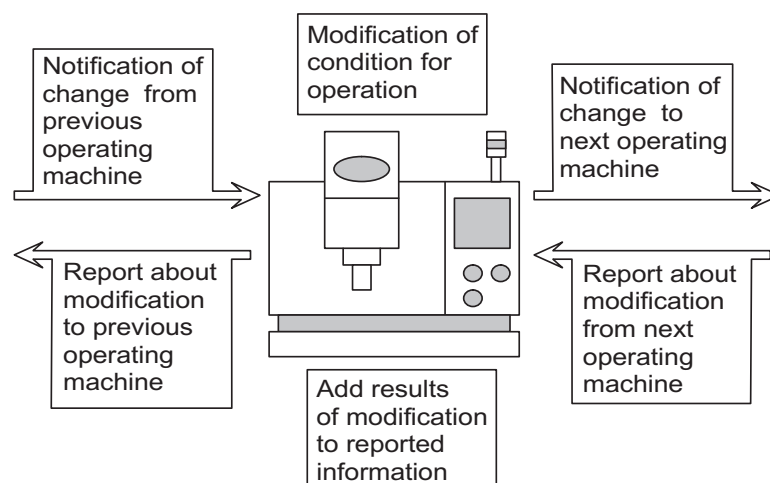 Notification of
change from
previous
operating
machine
Modification of
condition for
operation
Notification of
change to
next operating
machine
Report about
modification
to previous
operating
machine
Report about
modification
from next
operating
machine
Add results
of modification
to reported
information